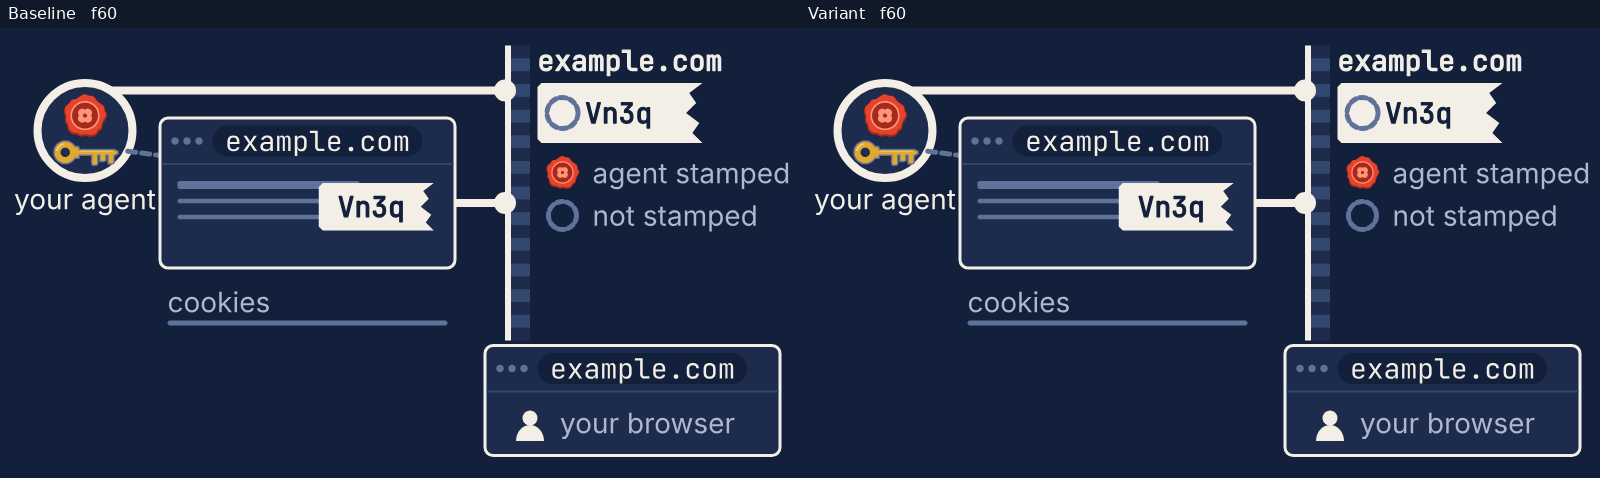 Baseline f60
example.com
Vn3q
example.com
agent stamped
your agent
Vn3q
not stamped
cookies
example.com
your browser
Variant f60
example.com
Vn3q
example.com
agent stamped
your agent
Vn3q
not stamped
cookies
example.com
your browser